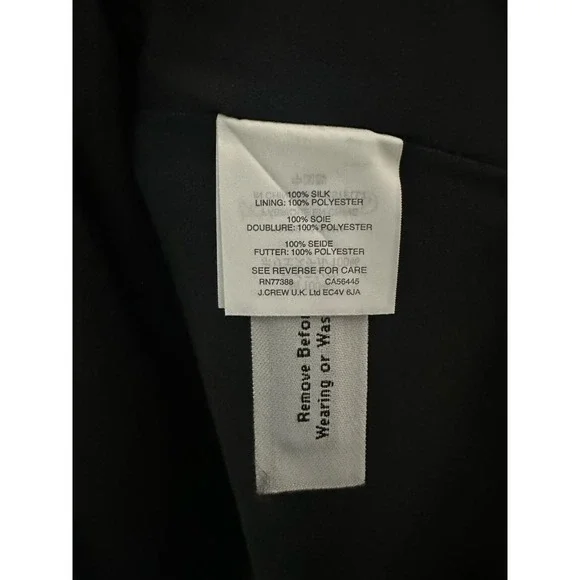 100% SILK
LINING: 100% POLYESTER
100% SOIE
DOUBLURE: 100% POLYESTER
100% SEIDE
FUTTER: 100% POLYESTER
SEE REVERSE FOR CARE
RN77388 CA56445
J.CREW U.K. Ltd EC4V 6JA
Remove Befor
Wearing or Was